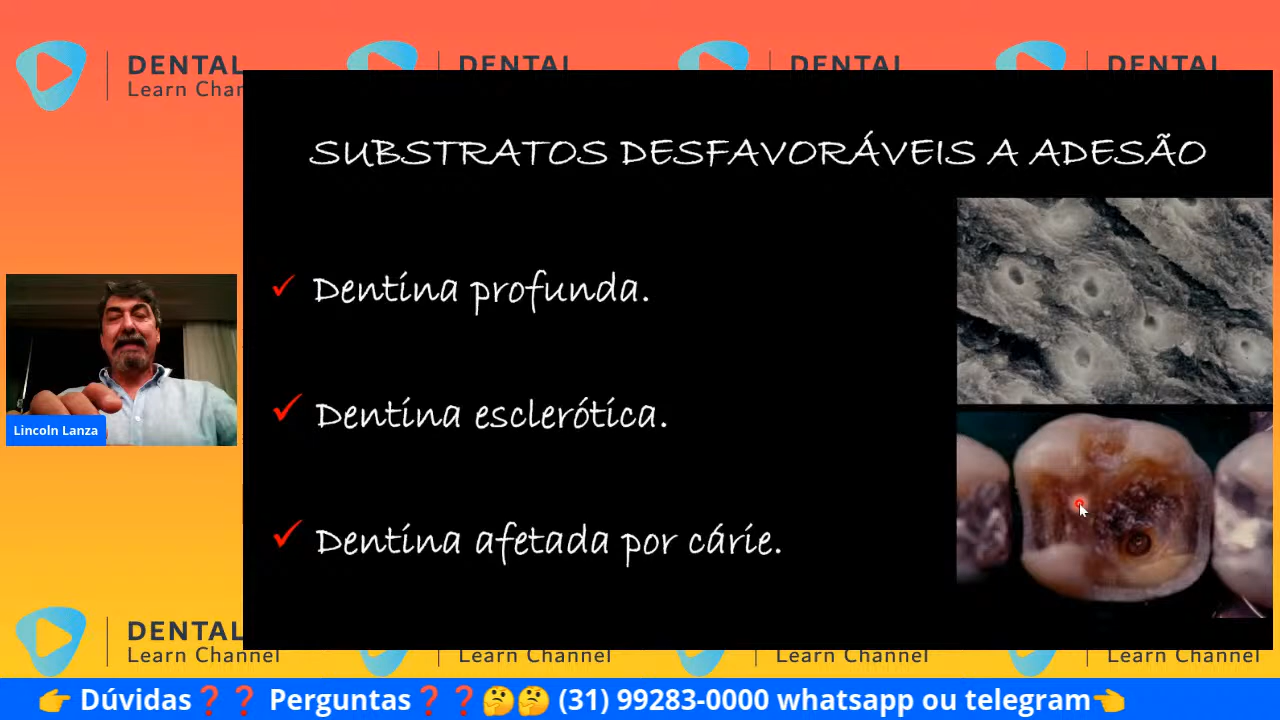 DENTAL
Learn Chan
DENTAL
DENTAL
DENTAL
SUBSTRATOS DESFAVORÁVEIS A ADESÃO
Dentina profunda.
Dentina esclerótica.
Dentina afetada por cárie.
Lincoln Lanza
DENTAL
Learn Channel
Learn Channel
Learn Channel
Learn Channel
👉 Dúvidas❓❓ Perguntas❓❓🤔🤔 (31) 99283-0000 whatsapp ou telegram👈